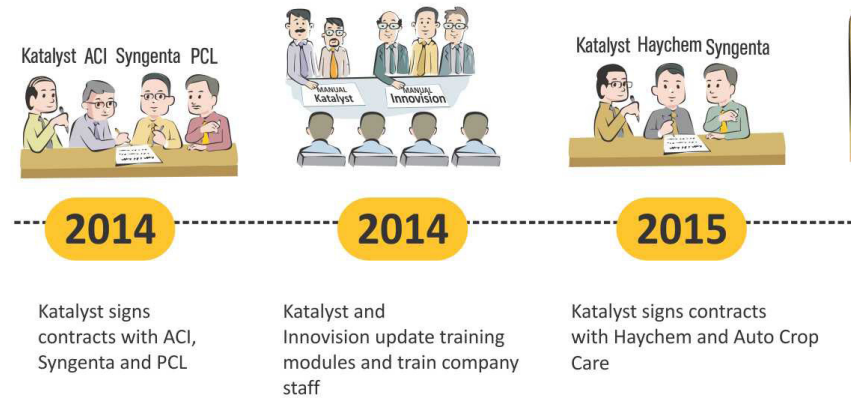 Katalyst ACI Syngenta PCL
MANUAL
Katalyst
MANUAL
Innovision
Katalyst Haychem Syngenta
2014
2014
2015
Katalyst signs
contracts with ACI,
Syngenta and PCL
Katalyst and
Innovision update training
modules and train company
staff
Katalyst signs contracts
with Haychem and Auto Crop
Care